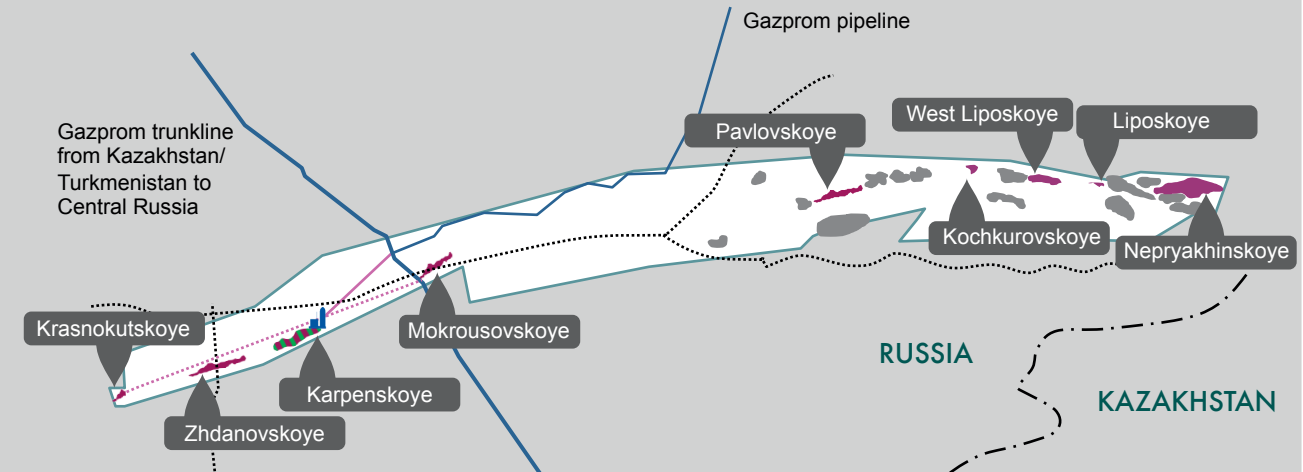 Gazprom pipeline
Gazprom trunkline
from Kazakhstan/
Turkmenistan to
Central Russia
Pavlovskoye
West Liposkoye
Liposkoye
Kochkurovskoye
Nepryakhinskoye
Krasnokutskoye
Mokrousovskoye
Karpenskoye
Zhdanovskoye
RUSSIA
KAZAKHSTAN